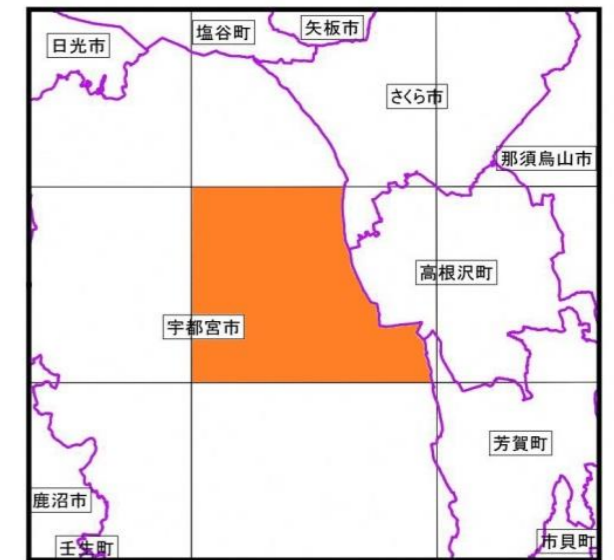 塩谷町
矢板市
日光市
さくら市
那須烏山市
高根沢町
宇都宮市
芳賀町
鹿沼市
市貝町
壬生町